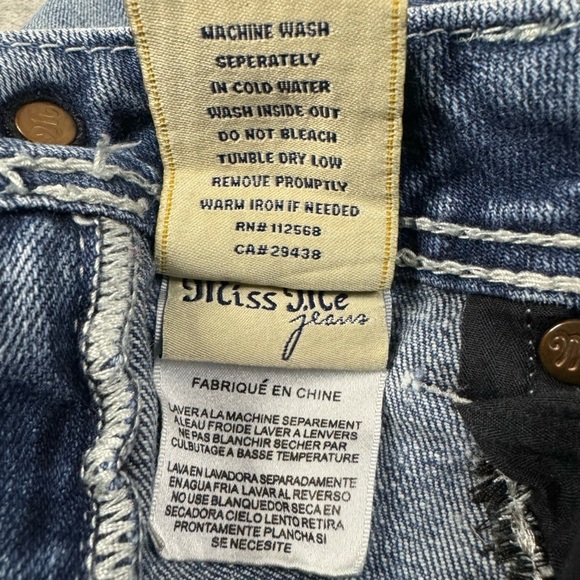 MACHINE WASH
SEPERATELY
IN COLD WATER
WASH INSIDE OUT
DO NOT BLEACH
TUMBLE DRY LOW
REMOVE PROMPTLY
WARM IRON IF NEEDED
RN# 112568
CA# 29438
Miss Me
jeans
FABRIQUÉ EN CHINE
LAVER A LA MACHINE SEPAREMENT
A LEAU FROIDE LAVER A LENVERS
NE PAS BLANCHIR SECHER PAR
CULBUTAGE A BASSE TEMPERATURE
LAVA EN LAVADORA SEPARADAMENTE
EN AGUA FRIA LAVAR AL REVERSO
NO USE BLANQUEDOR SECA EN
SECADORA CIELO LENTO RETIRA
PRONTAMENTE PLANCHA SI
SE NECESITE